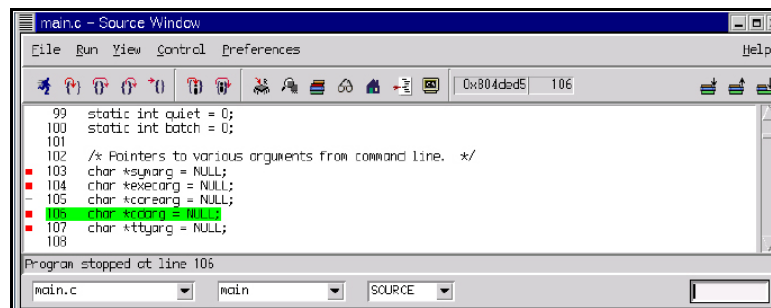 main.c - Source Window
File Run View Control Preferences Help
0x804ded5 106
99 static int quiet = 0;
100 static int batch = 0;
101
102 /* Pointers to various arguments from command line. */
103 char *symarg = NULL;
104 char *execarg = NULL;
105 char *corearg = NULL;
106 char *cdarg = NULL;
107 char *ttyarg = NULL;
108
Program stopped at line 106
main.c main SOURCE